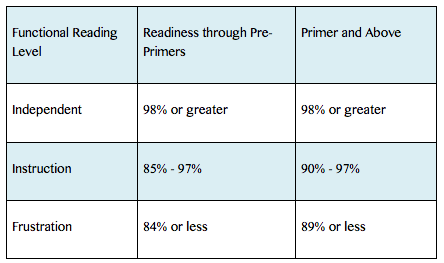 Functional Reading Level
Readiness through Pre-Primers
Primer and Above
Independent
98% or greater
98% or greater
Instruction
85% - 97%
90% - 97%
Frustration
84% or less
89% or less